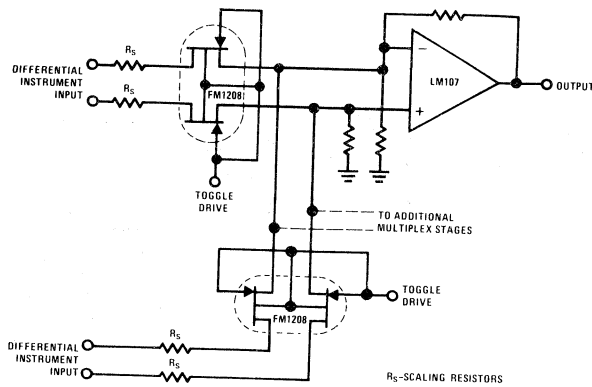 RS
DIFFERENTIAL
INSTRUMENT
INPUT
RS
FM1208
TOGGLE
DRIVE
−
LM107
+
OUTPUT
TO ADDITIONAL
MULTIPLEX STAGES
FM1208
TOGGLE
DRIVE
RS
DIFFERENTIAL
INSTRUMENT
INPUT
RS
RS-SCALING RESISTORS